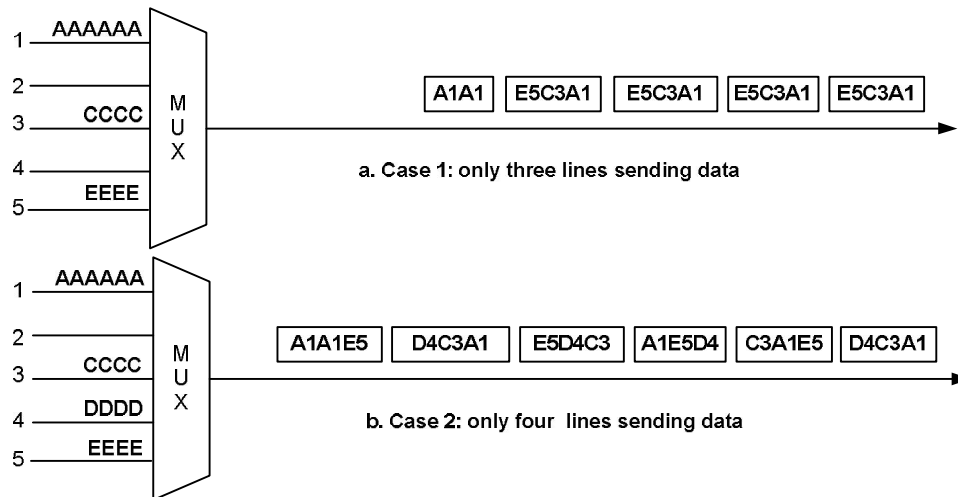 1 AAAAAA
2
3 CCCC
4
5 EEEE
MUX
A1A1 E5C3A1 E5C3A1 E5C3A1 E5C3A1
a. Case 1: only three lines sending data
1 AAAAAA
2
3 CCCC
4 DDDD
5 EEEE
MUX
A1A1E5 D4C3A1 E5D4C3 A1E5D4 C3A1E5 D4C3A1
b. Case 2: only four lines sending data